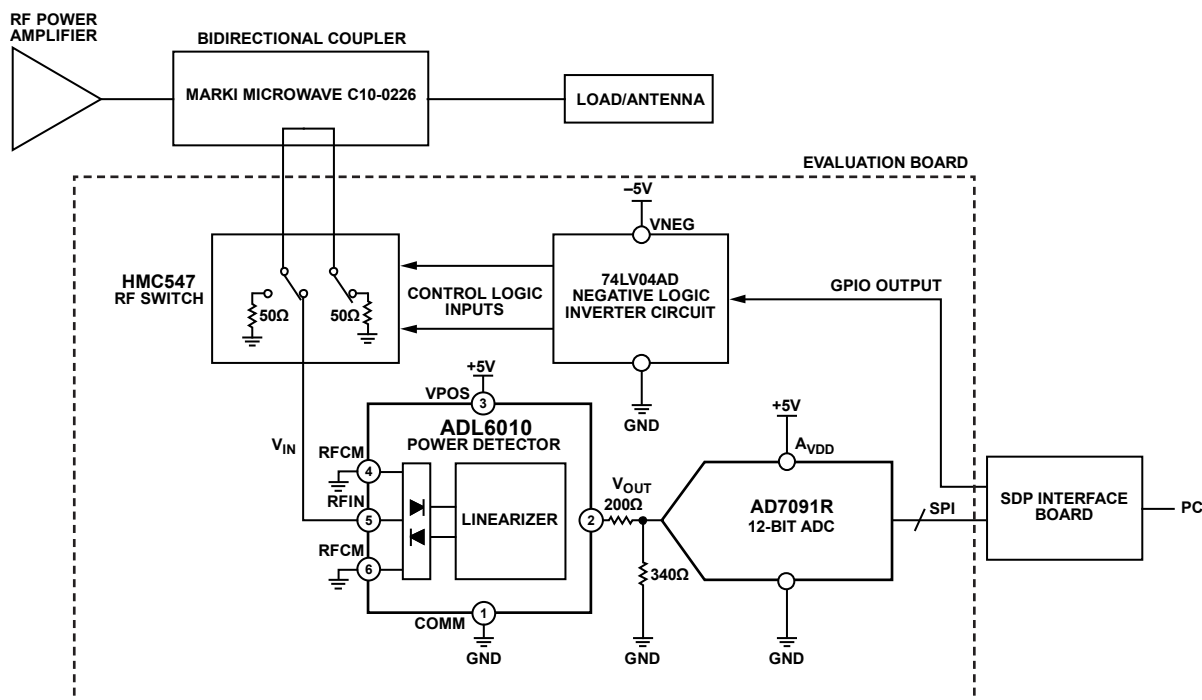 RF POWER
AMPLIFIER
BIDIRECTIONAL COUPLER
MARKI MICROWAVE C10-0226
LOAD/ANTENNA
EVALUATION BOARD
–5V
VNEG
HMC547
RF SWITCH
50Ω
50Ω
CONTROL LOGIC
INPUTS
74LV04AD
NEGATIVE LOGIC
INVERTER CIRCUIT
GPIO OUTPUT
GND
+5V
VPOS
3
ADL6010
POWER DETECTOR
VIN
RFCM
4
RFIN
5
RFCM
6
LINEARIZER
2
COMM
1
GND
VOUT
200Ω
340Ω
GND
+5V
AVDD
AD7091R
12-BIT ADC
GND
SPI
SDP INTERFACE
BOARD
PC